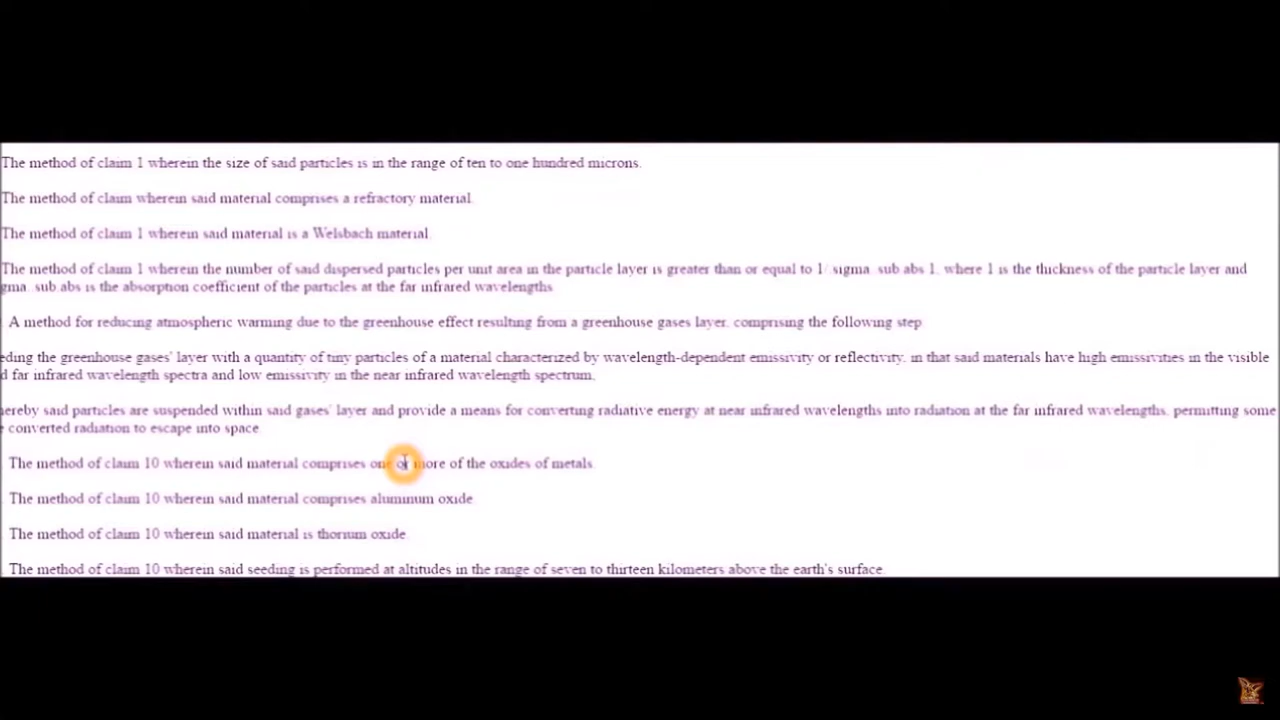 The method of claim 1 wherein the size of said particles is in the range of ten to one hundred microns.
The method of claim wherein said material comprises a refractory material.
The method of claim 1 wherein said material is a Welsbach material.
The method of claim 1 wherein the number of said dispersed particles per unit area in the particle layer is greater than or equal to 1/ sigma. sub abs 1. where 1 is the thickness of the particle layer and
gma. sub abs is the absorption coefficient of the particles at the far infrared wavelengths
A method for reducing atmospheric warming due to the greenhouse effect resulting from a greenhouse gases layer, comprising the following step
eding the greenhouse gases' layer with a quantity of tiny particles of a material characterized by wavelength-dependent emissivity or reflectivity, in that said materials have high emissivities in the visible
d far infrared wavelength spectra and low emissivity in the near infrared wavelength spectrum,
ereby said particles are suspended within said gases' layer and provide a means for converting radiative energy at near infrared wavelengths into radiation at the far infrared wavelengths, permitting some
e converted radiation to escape into space.
The method of claim 10 wherein said material comprises one or more of the oxides of metals.
The method of claim 10 wherein said material comprises aluminum oxide
The method of claim 10 wherein said material is thorium oxide.
The method of claim 10 wherein said seeding is performed at altitudes in the range of seven to thirteen kilometers above the earth's surface.